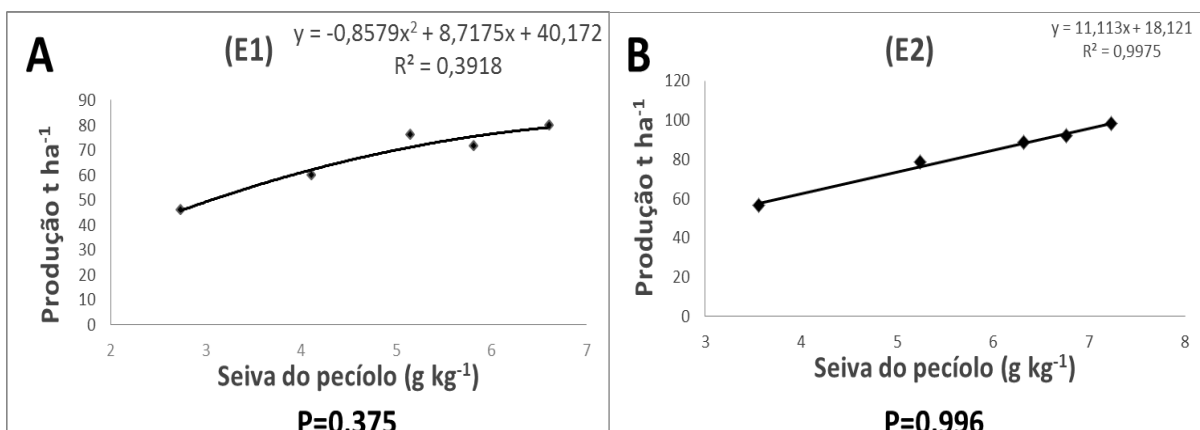 A
(E1)
y = -0,8579x² + 8,7175x + 40,172
R² = 0,3918
Produção t ha⁻¹
90
80
70
60
50
40
30
20
10
0
2 3 4 5 6 7
Seiva do pecíolo (g kg⁻¹)
P=0.375
B
(E2)
y = 11,113x + 18,121
R² = 0,9975
Produção t ha⁻¹
120
100
80
60
40
20
0
3 4 5 6 7 8
Seiva do pecíolo (g kg⁻¹)
P=0.996